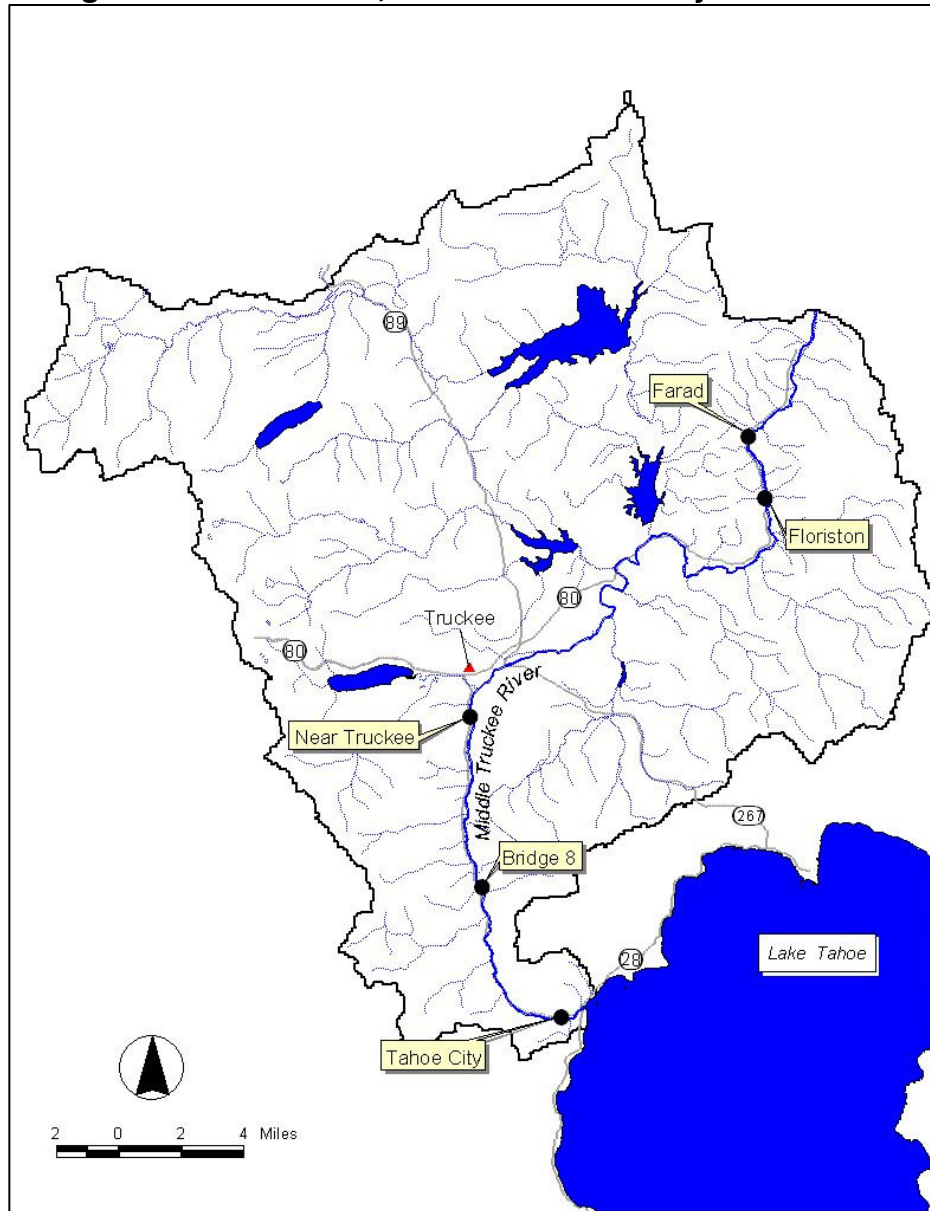 89
Farad
Floriston
80
Truckee
80
Middle Truckee River
Near Truckee
267
Bridge 8
Lake Tahoe
28
Tahoe City
2 0 2 4 Miles